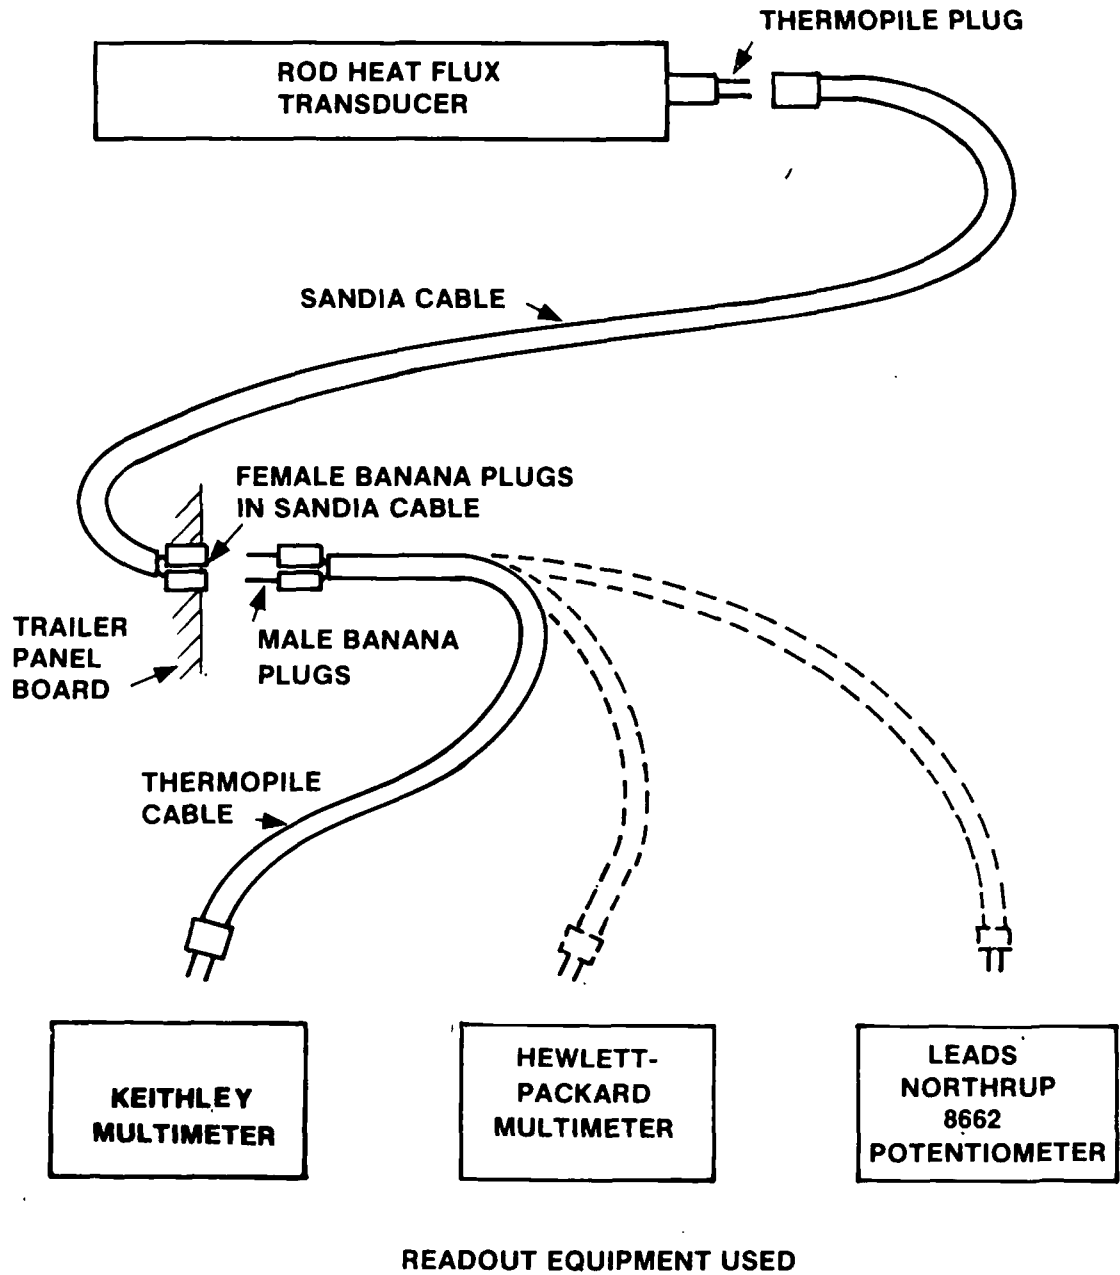 THERMOPILE PLUG
ROD HEAT FLUX
TRANSDUCER
SANDIA CABLE
FEMALE BANANA PLUGS
IN SANDIA CABLE
TRAILER
PANEL
BOARD
MALE BANANA
PLUGS
THERMOPILE
CABLE
KEITHLEY
MULTIMETER
HEWLETT-
PACKARD
MULTIMETER
LEADS
NORTHRUP
8662
POTENTIOMETER
READOUT EQUIPMENT USED